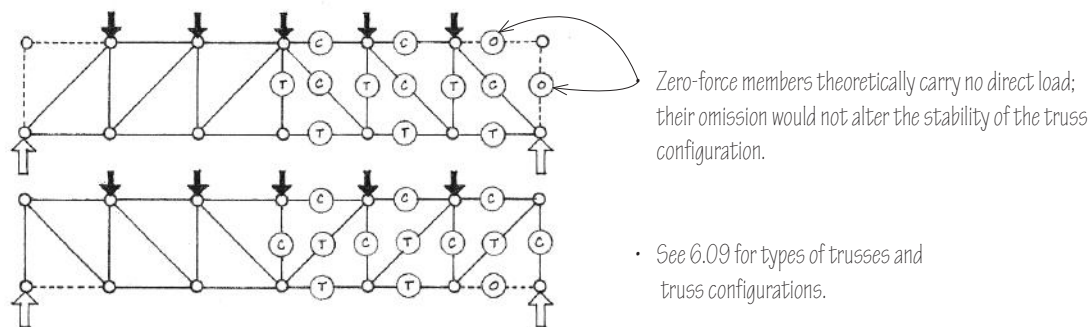 C C O
T C T C T C O
T T T
• Zero-force members theoretically carry no direct load;
their omission would not alter the stability of the truss
configuration.
C C C
C T C T C T C
T T O
• See 6.09 for types of trusses and
truss configurations.